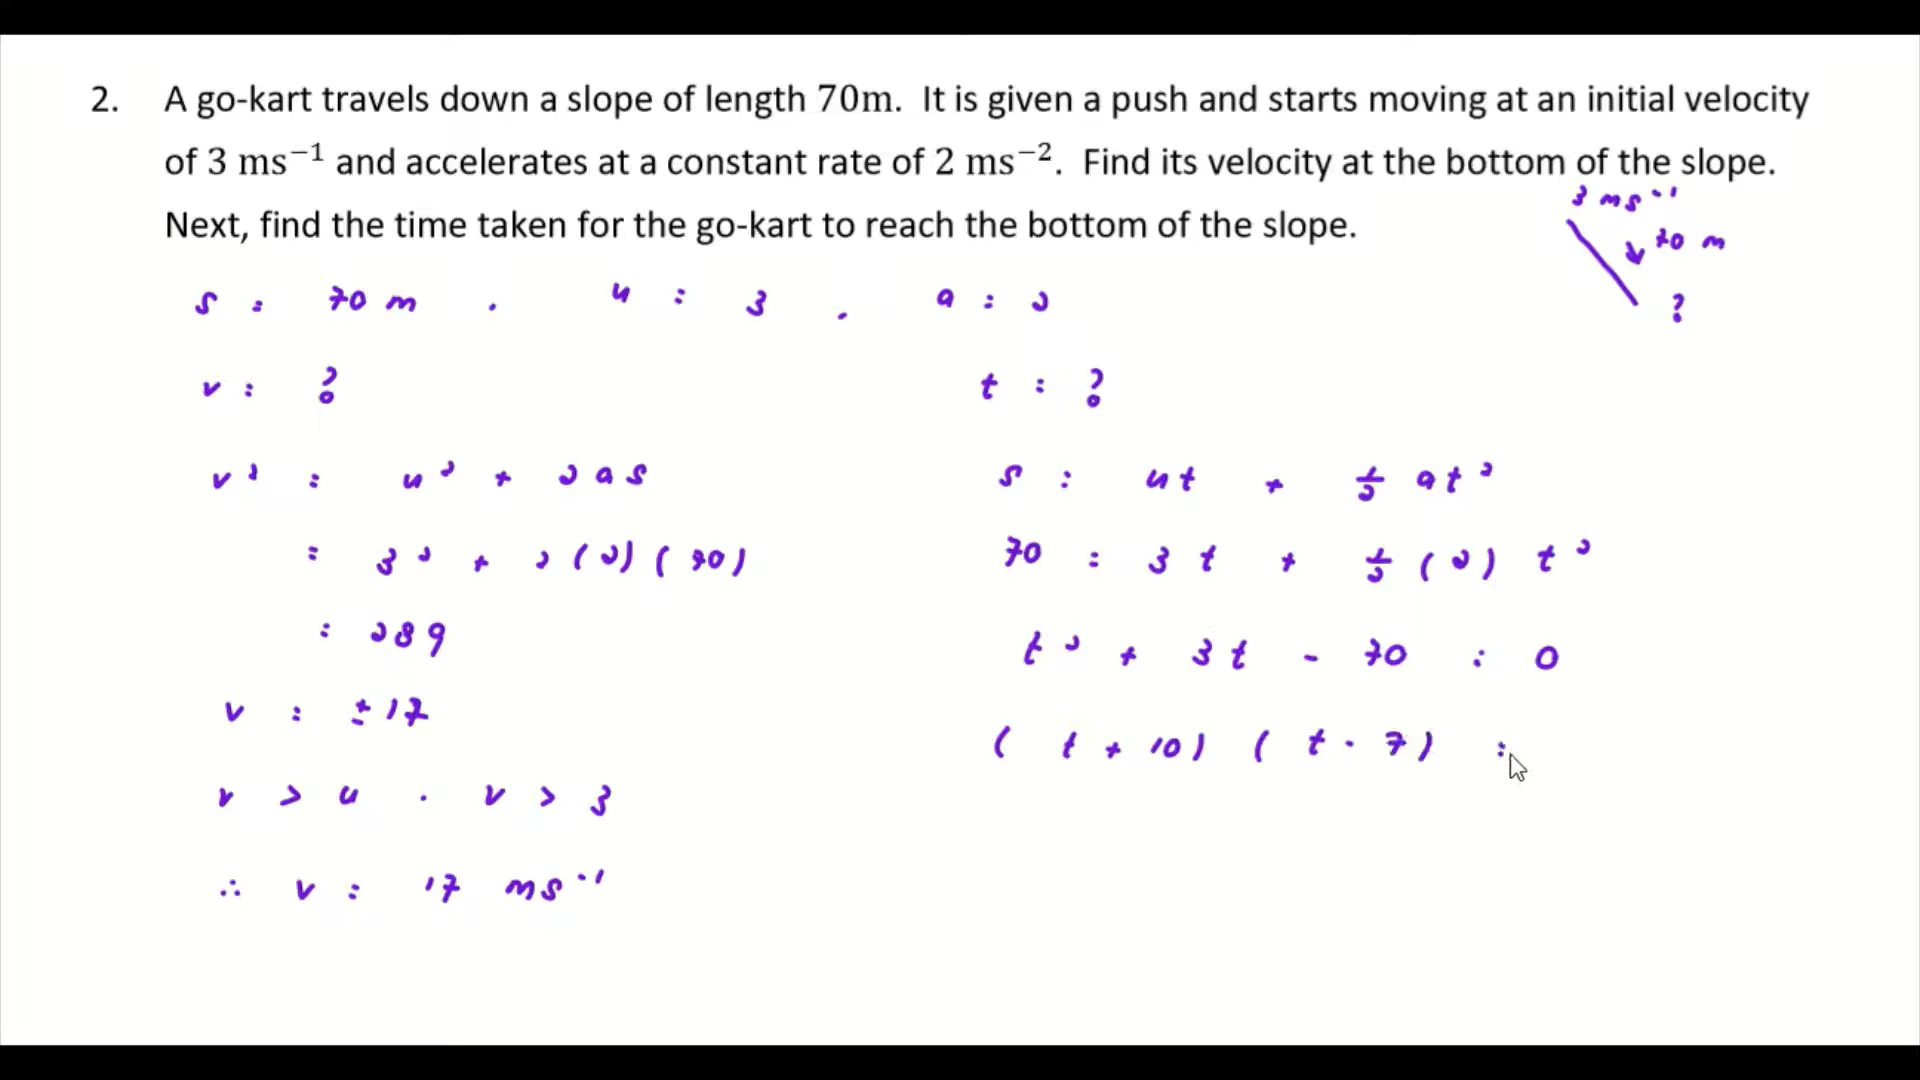 2. A go-kart travels down a slope of length 70m. It is given a push and starts moving at an initial velocity
of 3 ms⁻¹ and accelerates at a constant rate of 2 ms⁻². Find its velocity at the bottom of the slope.
Next, find the time taken for the go-kart to reach the bottom of the slope.
3 ms⁻¹
70 m
?
s = 70 m , u = 3 , a = 2
v = ?
t = ?
v² = u² + 2as
= 3² + 2(2)(70)
= 289
v = ±17
v > u , v > 3
∴ v = 17 ms⁻¹
s = ut + ½ at²
70 = 3t + ½ (2) t²
t² + 3t - 70 = 0
(t + 10)(t - 7) =